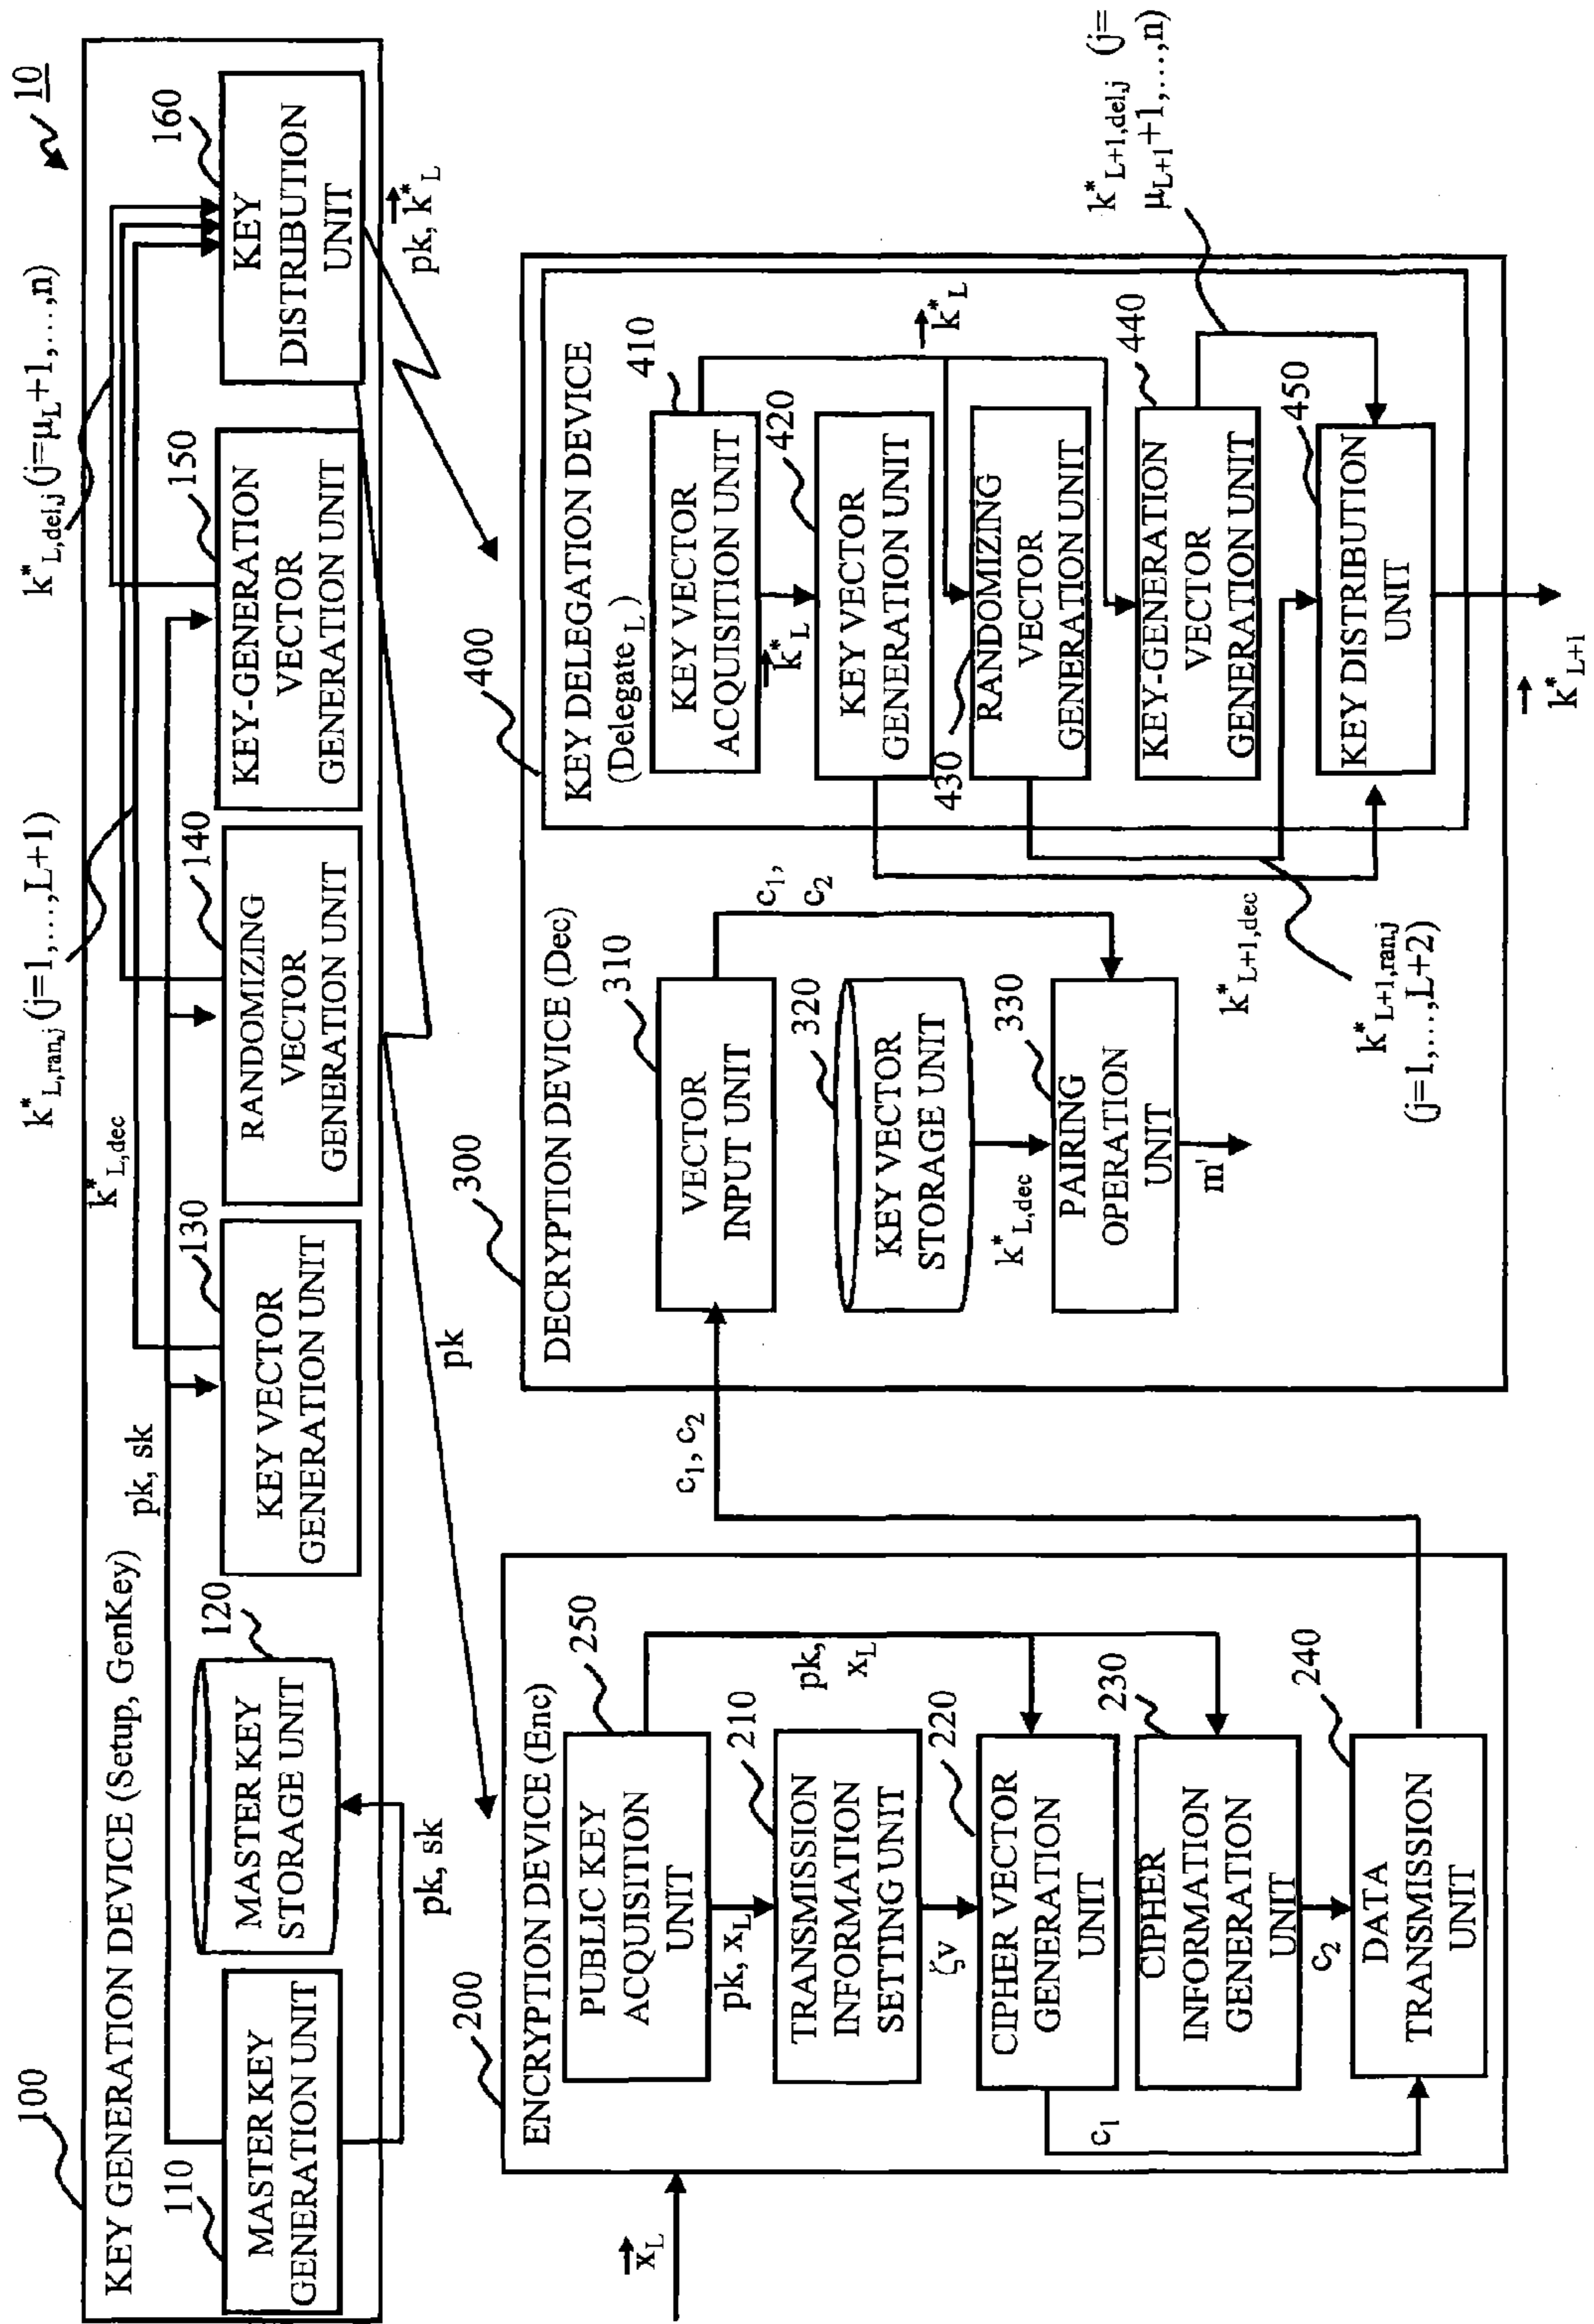 10
100
KEY GENERATION DEVICE (Setup, GenKey)
110
MASTER KEY
GENERATION UNIT
pk, sk
120
MASTER KEY
STORAGE UNIT
pk, sk
130
KEY VECTOR
GENERATION UNIT
k*L,dec
140
RANDOMIZING
VECTOR
GENERATION UNIT
k*L,ran,j (j=1,…,L+1)
150
KEY-GENERATION
VECTOR
GENERATION UNIT
k*L,del,j (j=μL+1,…,n)
160
KEY
DISTRIBUTION
UNIT
pk, k⃗*L
pk
200
ENCRYPTION DEVICE (Enc)
x⃗L
250
PUBLIC KEY
ACQUISITION
UNIT
pk, xL
pk,
xL
210
TRANSMISSION
INFORMATION
SETTING UNIT
ζv
220
CIPHER VECTOR
GENERATION
UNIT
c1
230
CIPHER
INFORMATION
GENERATION
UNIT
c2
240
DATA
TRANSMISSION
UNIT
c1, c2
300
DECRYPTION DEVICE (Dec)
310
VECTOR
INPUT UNIT
c1,
c2
320
KEY VECTOR
STORAGE UNIT
k*L,dec
330
PAIRING
OPERATION
UNIT
m'
400
KEY DELEGATION DEVICE
(Delegate L)
410
KEY VECTOR
ACQUISITION UNIT
k⃗*L
k⃗*L
420
KEY VECTOR
GENERATION UNIT
430
RANDOMIZING
VECTOR
GENERATION UNIT
440
KEY-GENERATION
VECTOR
GENERATION UNIT
450
KEY DISTRIBUTION
UNIT
k*L+1,dec
k*L+1,ran,j
(j=1,…,L+2)
k*L+1,del,j (j=
μL+1+1,…,n)
k⃗*L+1